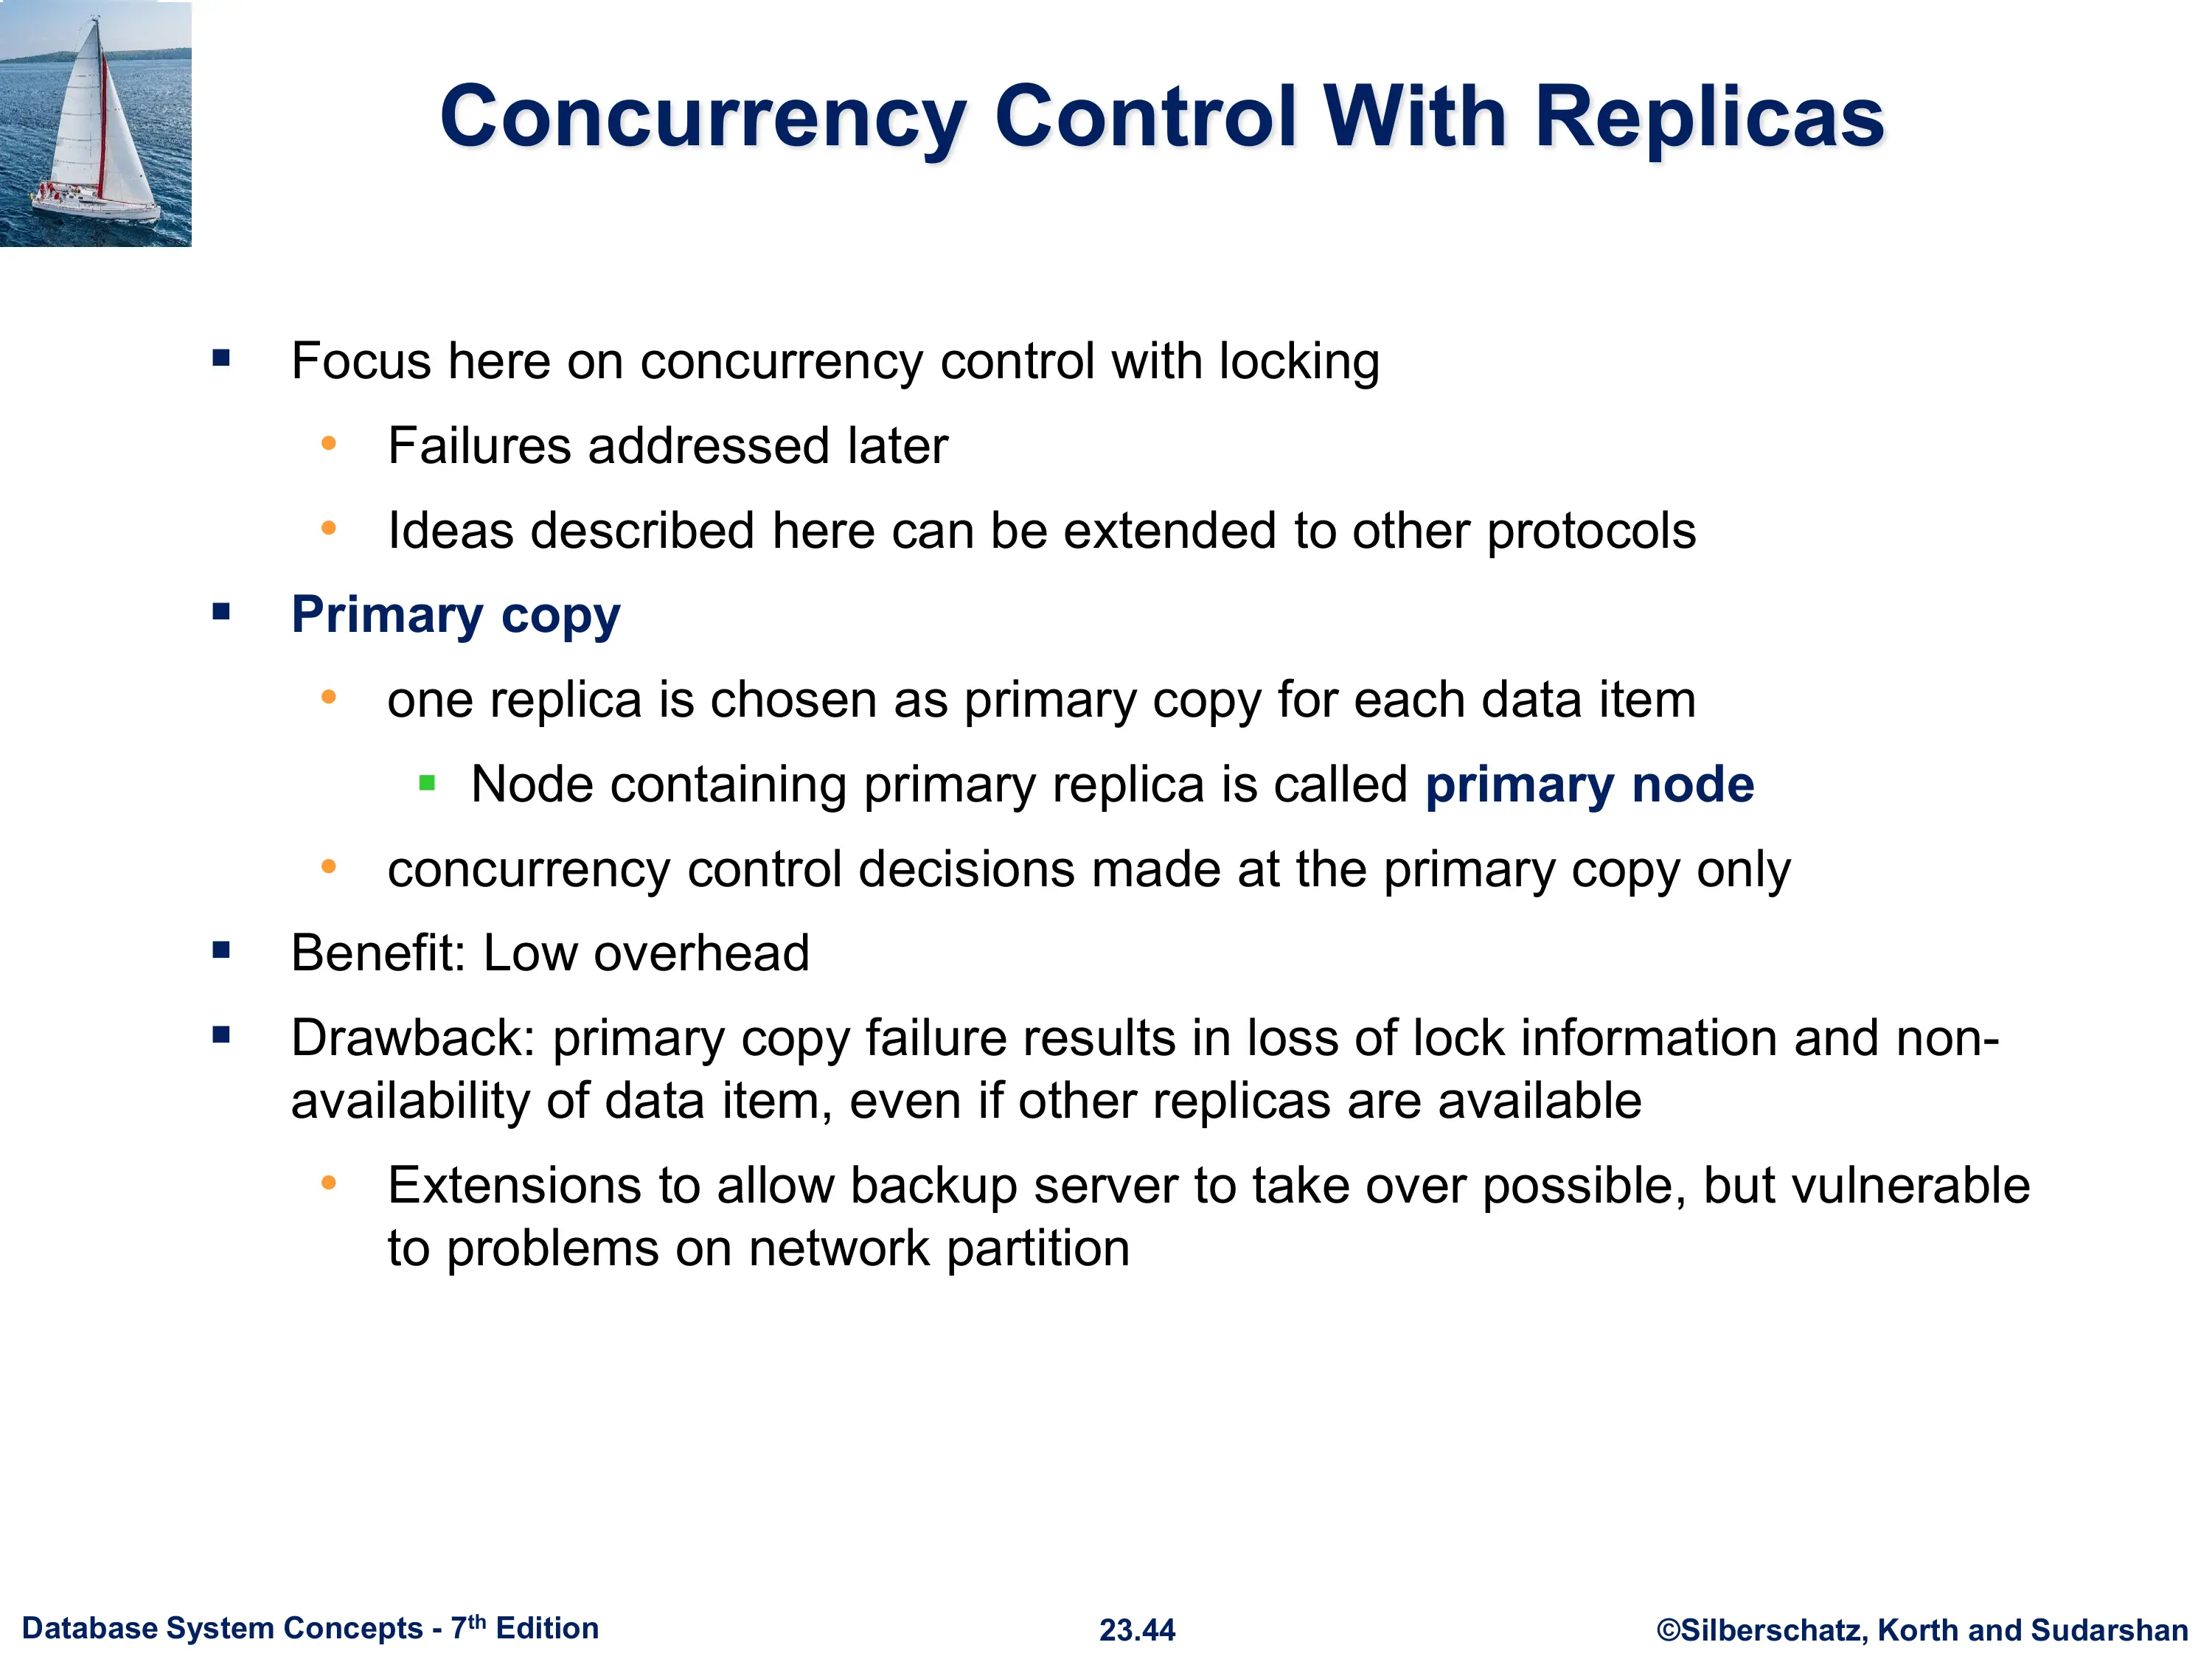 Concurrency Control With Replicas
▪ Focus here on concurrency control with locking
• Failures addressed later
• Ideas described here can be extended to other protocols
▪ Primary copy
• one replica is chosen as primary copy for each data item
▪ Node containing primary replica is called primary node
• concurrency control decisions made at the primary copy only
▪ Benefit: Low overhead
▪ Drawback: primary copy failure results in loss of lock information and non-
availability of data item, even if other replicas are available
• Extensions to allow backup server to take over possible, but vulnerable
to problems on network partition
Database System Concepts - 7th Edition
23.44
©Silberschatz, Korth and Sudarshan